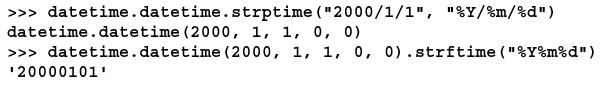 >>> datetime.datetime.strptime("2000/1/1", "%Y/%m/%d")
datetime.datetime(2000, 1, 1, 0, 0)
>>> datetime.datetime(2000, 1, 1, 0, 0).strftime("%Y%m%d")
'20000101'